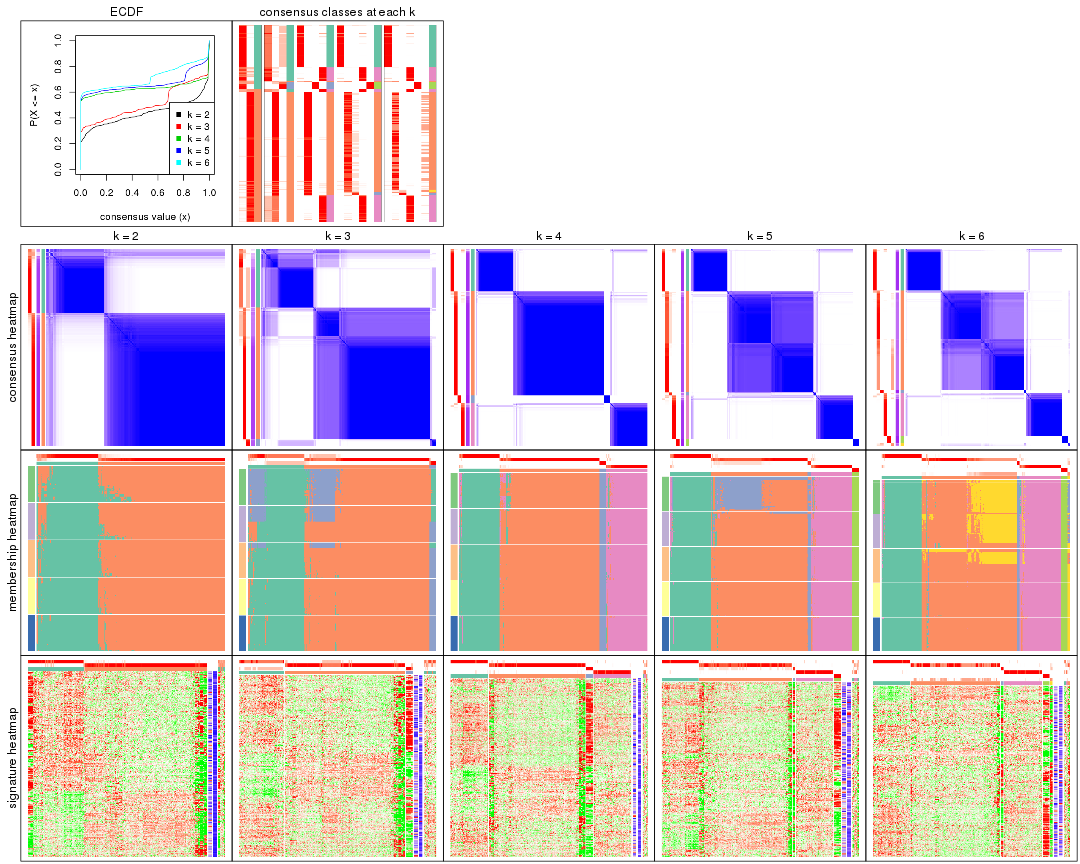 ECDF
consensus classes at each k
P(X <= x)
0.0 0.2 0.4 0.6 0.8 1.0
k = 2
k = 3
k = 4
k = 5
k = 6
0.0 0.2 0.4 0.6 0.8 1.0
consensus value (x)
k = 2
k = 3
k = 4
k = 5
k = 6
consensus heatmap
membership heatmap
signature heatmap